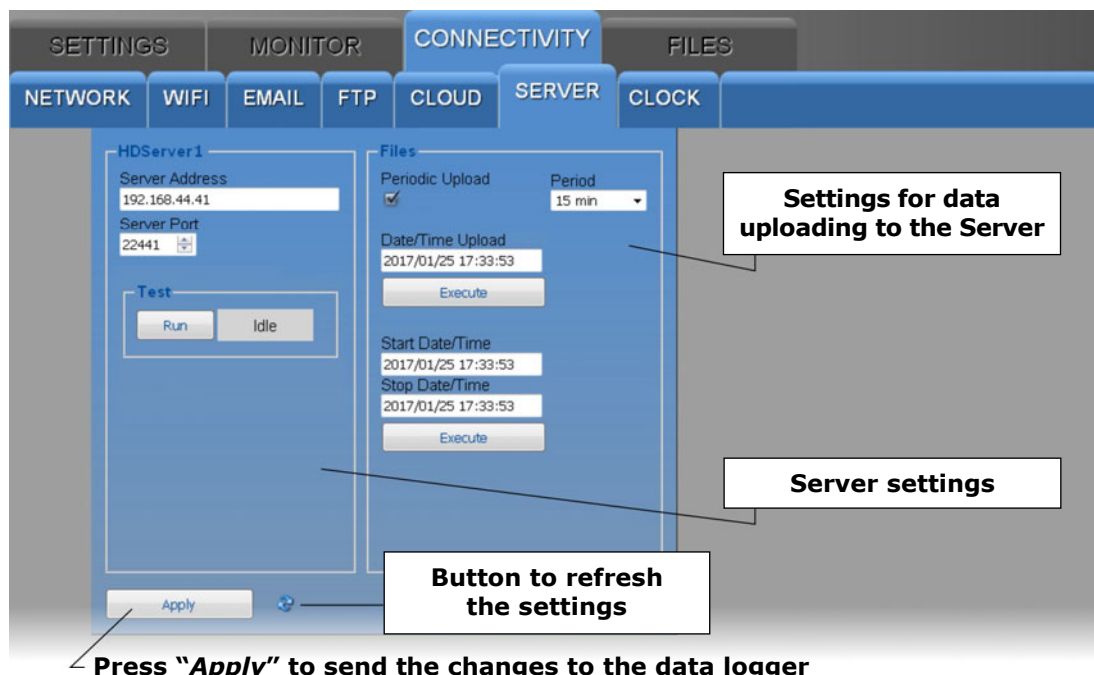 SETTINGS MONITOR CONNECTIVITY FILES
NETWORK WIFI EMAIL FTP CLOUD SERVER CLOCK
HDServer1
Server Address
192.168.44.41
Server Port
22441
Test
Run Idle
Files
Periodic Upload Period
15 min
Date/Time Upload
2017/01/25 17:33:53
Execute
Start Date/Time
2017/01/25 17:33:53
Stop Date/Time
2017/01/25 17:33:53
Execute
Settings for data
uploading to the Server
Server settings
Button to refresh
the settings
Apply
Press “Apply” to send the changes to the data logger